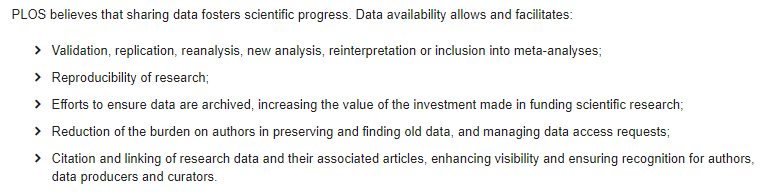 PLOS believes that sharing data fosters scientific progress. Data availability allows and facilitates:
> Validation, replication, reanalysis, new analysis, reinterpretation or inclusion into meta-analyses;
> Reproducibility of research;
> Efforts to ensure data are archived, increasing the value of the investment made in funding scientific research;
> Reduction of the burden on authors in preserving and finding old data, and managing data access requests;
> Citation and linking of research data and their associated articles, enhancing visibility and ensuring recognition for authors,
data producers and curators.